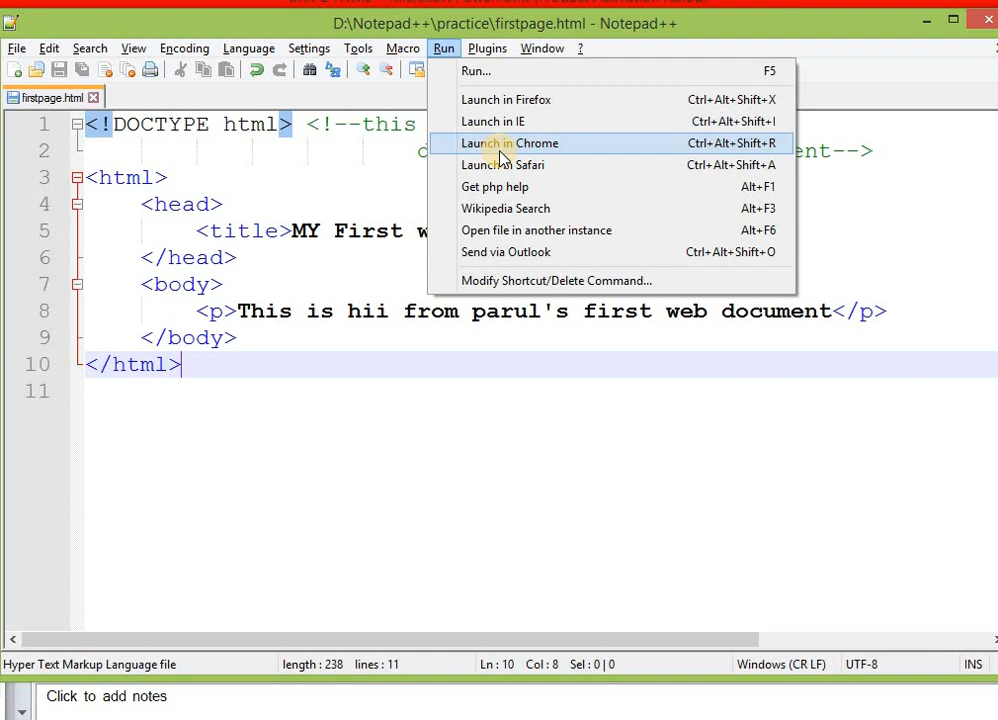 D:\Notepad++\practice\firstpage.html - Notepad++
File Edit Search View Encoding Language Settings Tools Macro Run Plugins Window ?
Run... F5
firstpage.html
Launch in Firefox Ctrl+Alt+Shift+X
Launch in IE Ctrl+Alt+Shift+I
Launch in Chrome Ctrl+Alt+Shift+R
Launch in Safari Ctrl+Alt+Shift+A
Get php help Alt+F1
Wikipedia Search Alt+F3
Open file in another instance Alt+F6
Send via Outlook Ctrl+Alt+Shift+O
Modify Shortcut/Delete Command...
1 <!DOCTYPE html> <!--this
2 ent-->
3 <html>
4 <head>
5 <title>MY First w
6 </head>
7 <body>
8 <p>This is hii from parul's first web document</p>
9 </body>
10 </html>
11
Hyper Text Markup Language file length : 238 lines : 11 Ln : 10 Col : 8 Sel : 0 | 0 Windows (CR LF) UTF-8 INS
Click to add notes